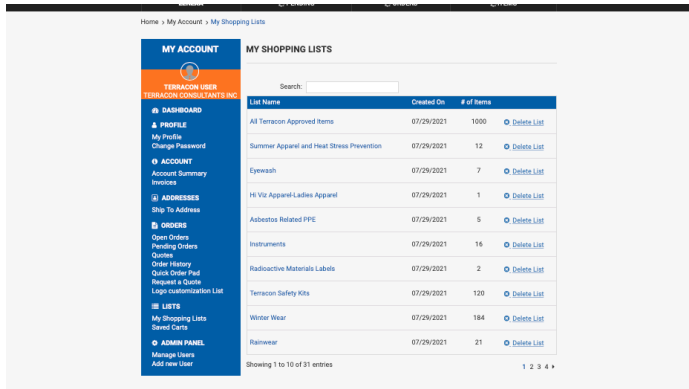 Home › My Account › My Shopping Lists
MY ACCOUNT
TERRACON USER
TERRACON CONSULTANTS INC
DASHBOARD
PROFILE
My Profile
Change Password
ACCOUNT
Account Summary
Invoices
ADDRESSES
Ship To Address
ORDERS
Open Orders
Pending Orders
Quotes
Order History
Quick Order Pad
Request a Quote
Logo customization List
LISTS
My Shopping Lists
Saved Carts
ADMIN PANEL
Manage Users
Add new User
MY SHOPPING LISTS
Search:
List Name Created On # of Items
All Terracon Approved Items 07/29/2021 1000 Delete List
Summer Apparel and Heat Stress Prevention 07/29/2021 12 Delete List
Eyewash 07/29/2021 7 Delete List
Hi Viz Apparel-Ladies Apparel 07/29/2021 1 Delete List
Asbestos Related PPE 07/29/2021 5 Delete List
Instruments 07/29/2021 16 Delete List
Radioactive Materials Labels 07/29/2021 2 Delete List
Terracon Safety Kits 07/29/2021 120 Delete List
Winter Wear 07/29/2021 184 Delete List
Rainwear 07/29/2021 21 Delete List
Showing 1 to 10 of 31 entries 1 2 3 4